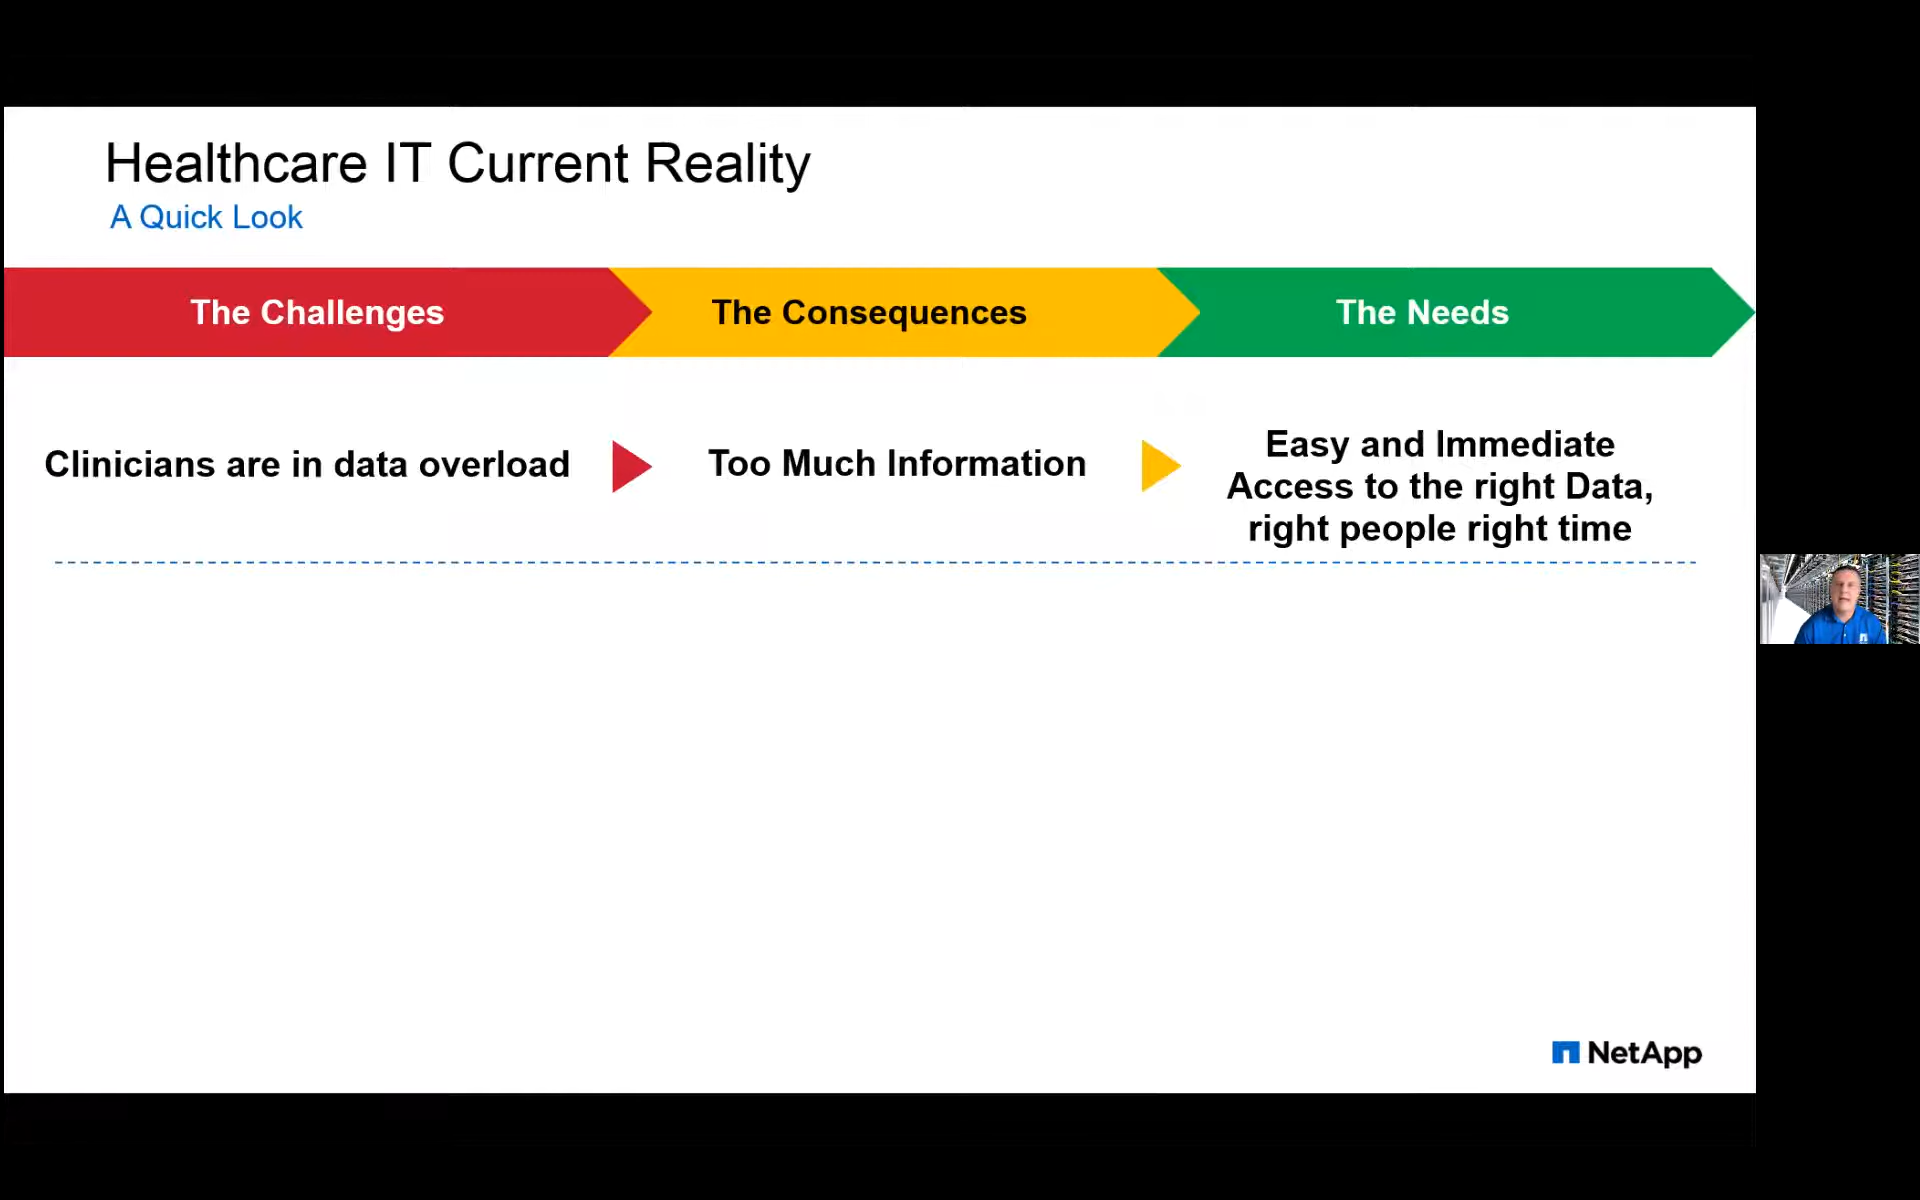 Healthcare IT Current Reality
A Quick Look
The Challenges
The Consequences
The Needs
Clinicians are in data overload
Too Much Information
Easy and Immediate
Access to the right Data,
right people right time
NetApp